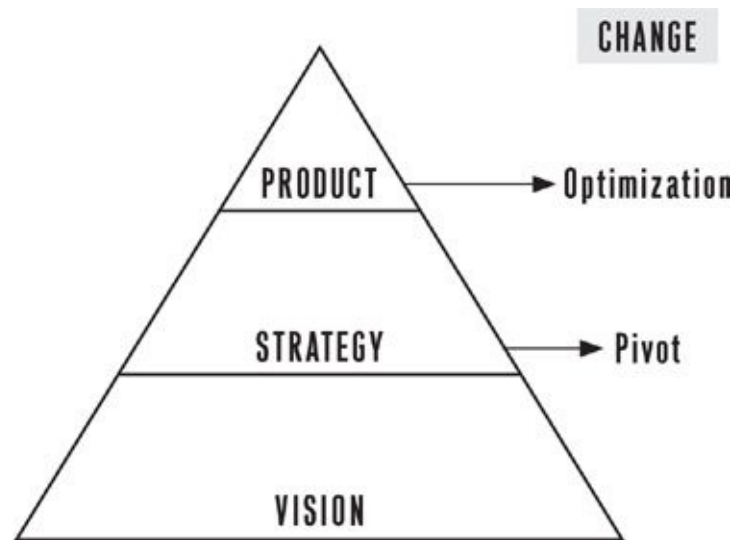 CHANGE
PRODUCT
Optimization
STRATEGY
Pivot
VISION